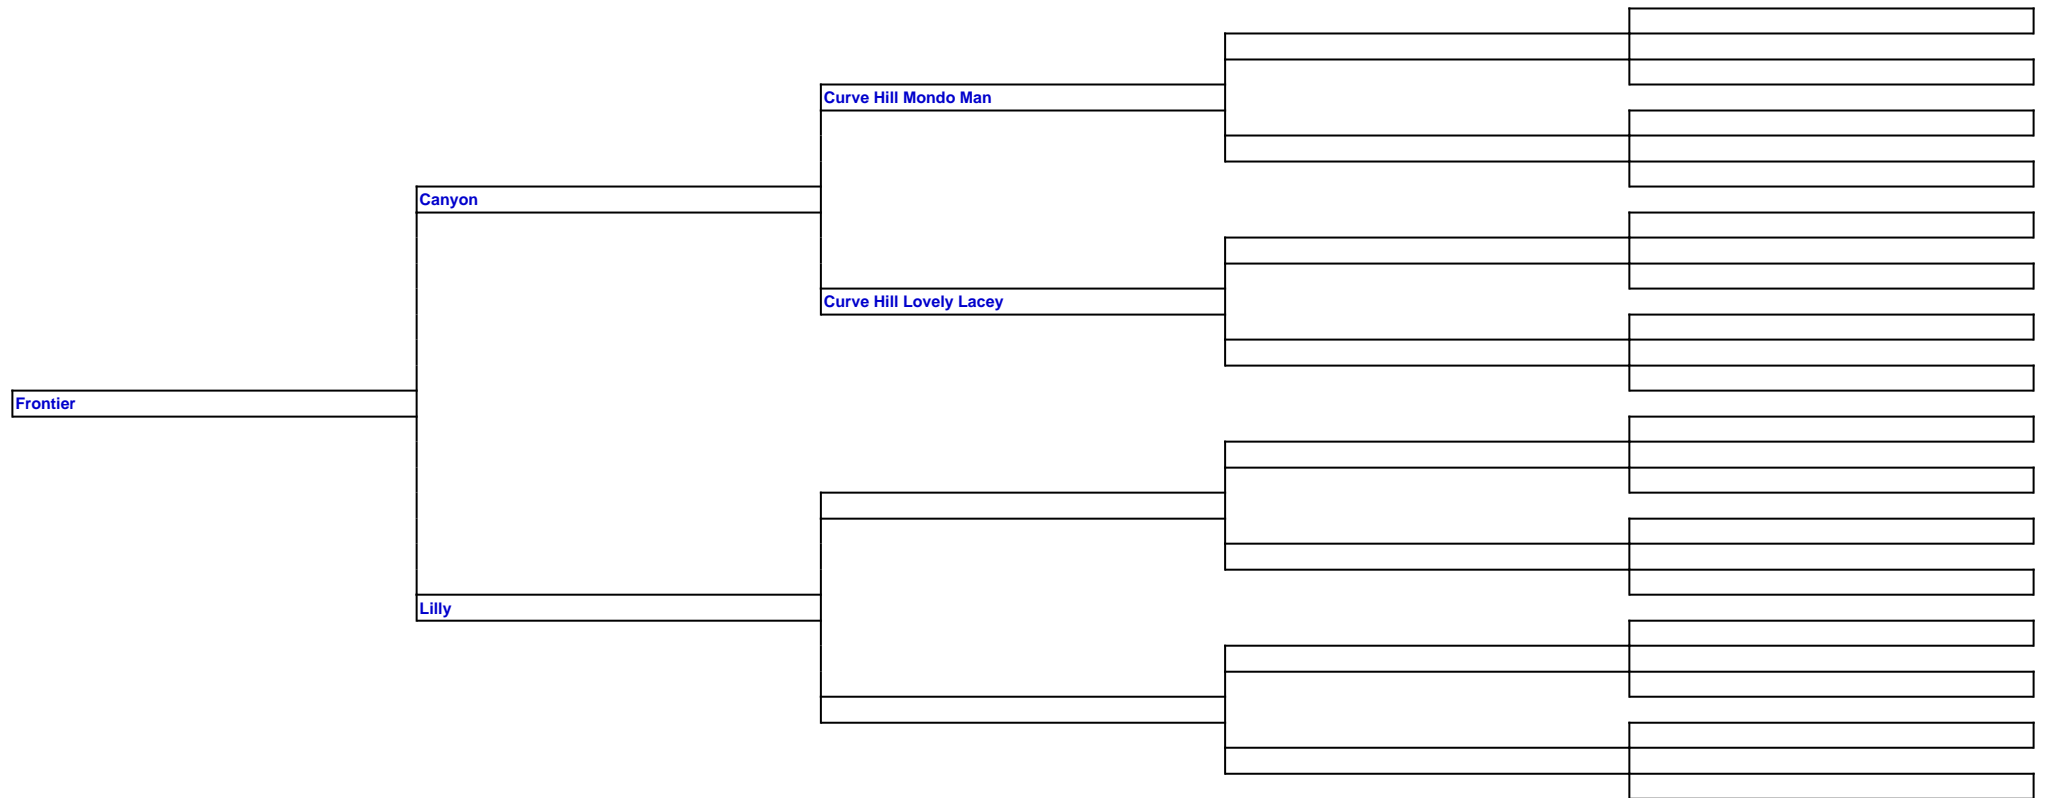 Curve Hill Mondo Man
Canyon
Curve Hill Lovely Lacey
Frontier
Lilly